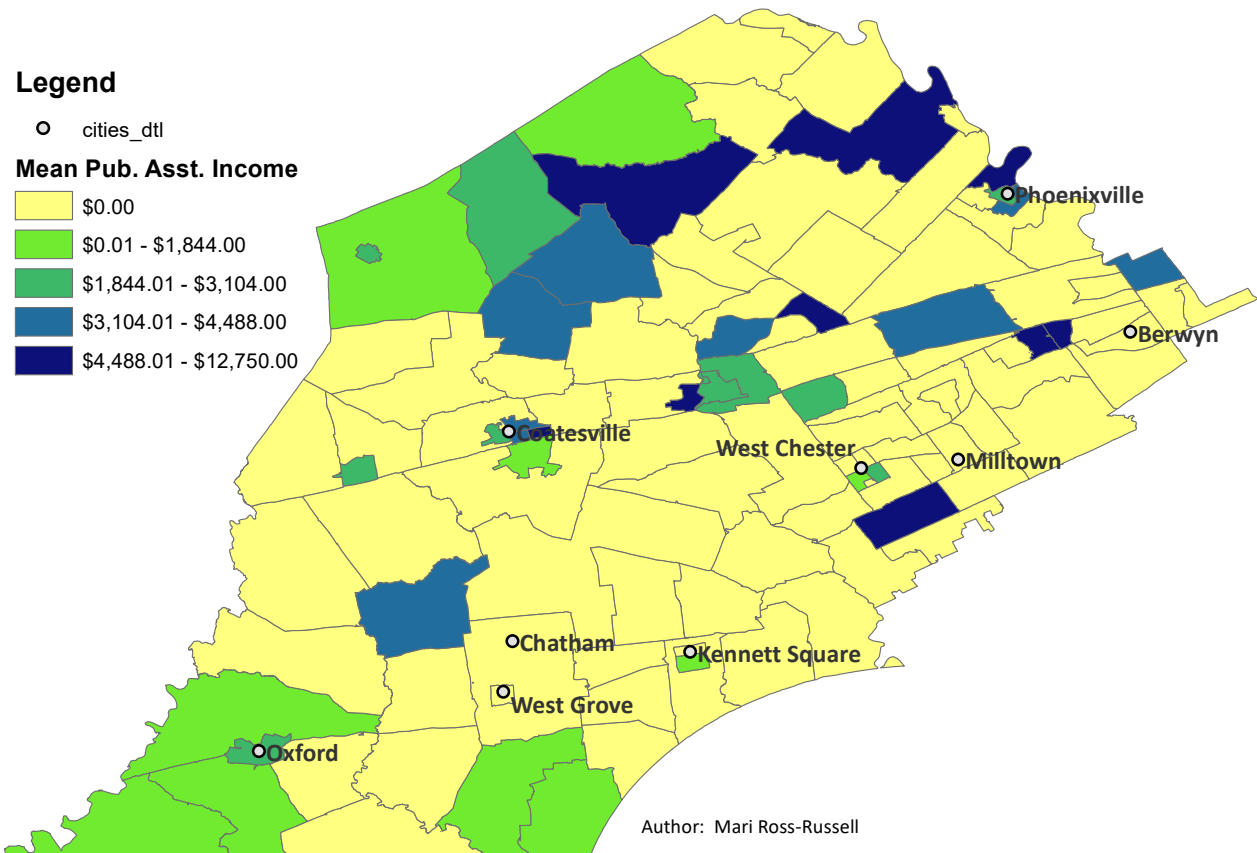 Legend
cities_dtl
Mean Pub. Asst. Income
$0.00
$0.01 - $1,844.00
$1,844.01 - $3,104.00
$3,104.01 - $4,488.00
$4,488.01 - $12,750.00
Phoenixville
Berwyn
Coatesville
West Chester
Milltown
Chatham
Kennett Square
West Grove
Oxford
Author: Mari Ross-Russell